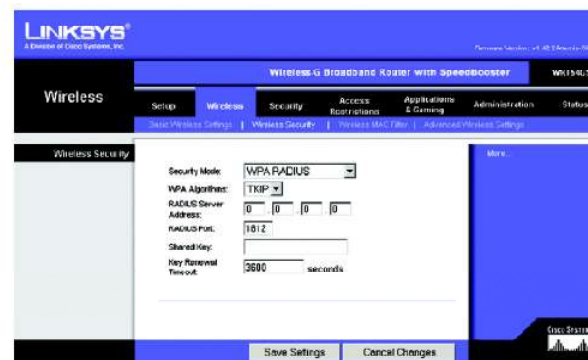 LINKSYS®
A Division of Cisco Systems, Inc.
Wireless-G Broadband Router with Speedbooster
Wireless
Setup Wireless Security Access Restrictions Applications & Gaming Administration Status
Basic Wireless Settings | Wireless Security | Wireless MAC Filter | Advanced Wireless Settings
Wireless Security
More...
Security Mode: WPA RADIUS
WPA Algorithms: TKIP
RADIUS Server Address: 0 . 0 . 0 . 0
RADIUS Port: 1812
Shared Key:
Key Renewal Timeout: 3600 seconds
Save Settings Cancel Changes